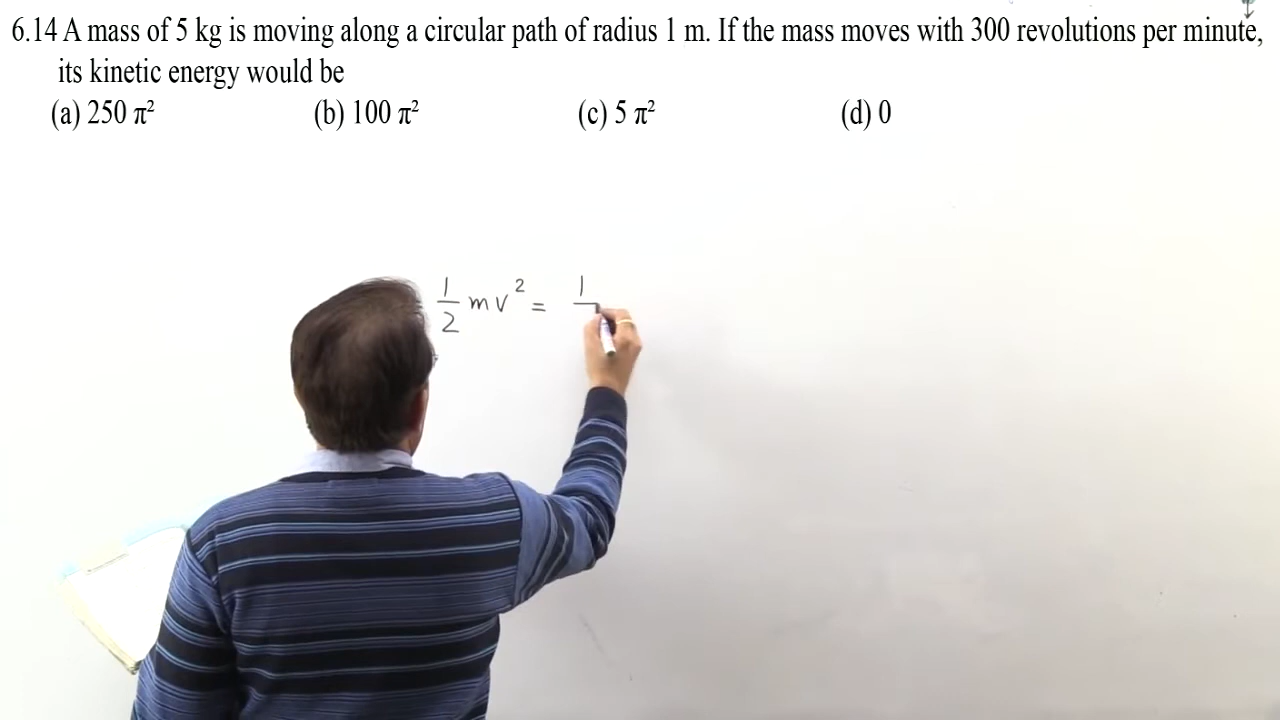 6.14 A mass of 5 kg is moving along a circular path of radius 1 m. If the mass moves with 300 revolutions per minute,
its kinetic energy would be
(a) 250 π² (b) 100 π² (c) 5 π² (d) 0
1/2 mv² = 1